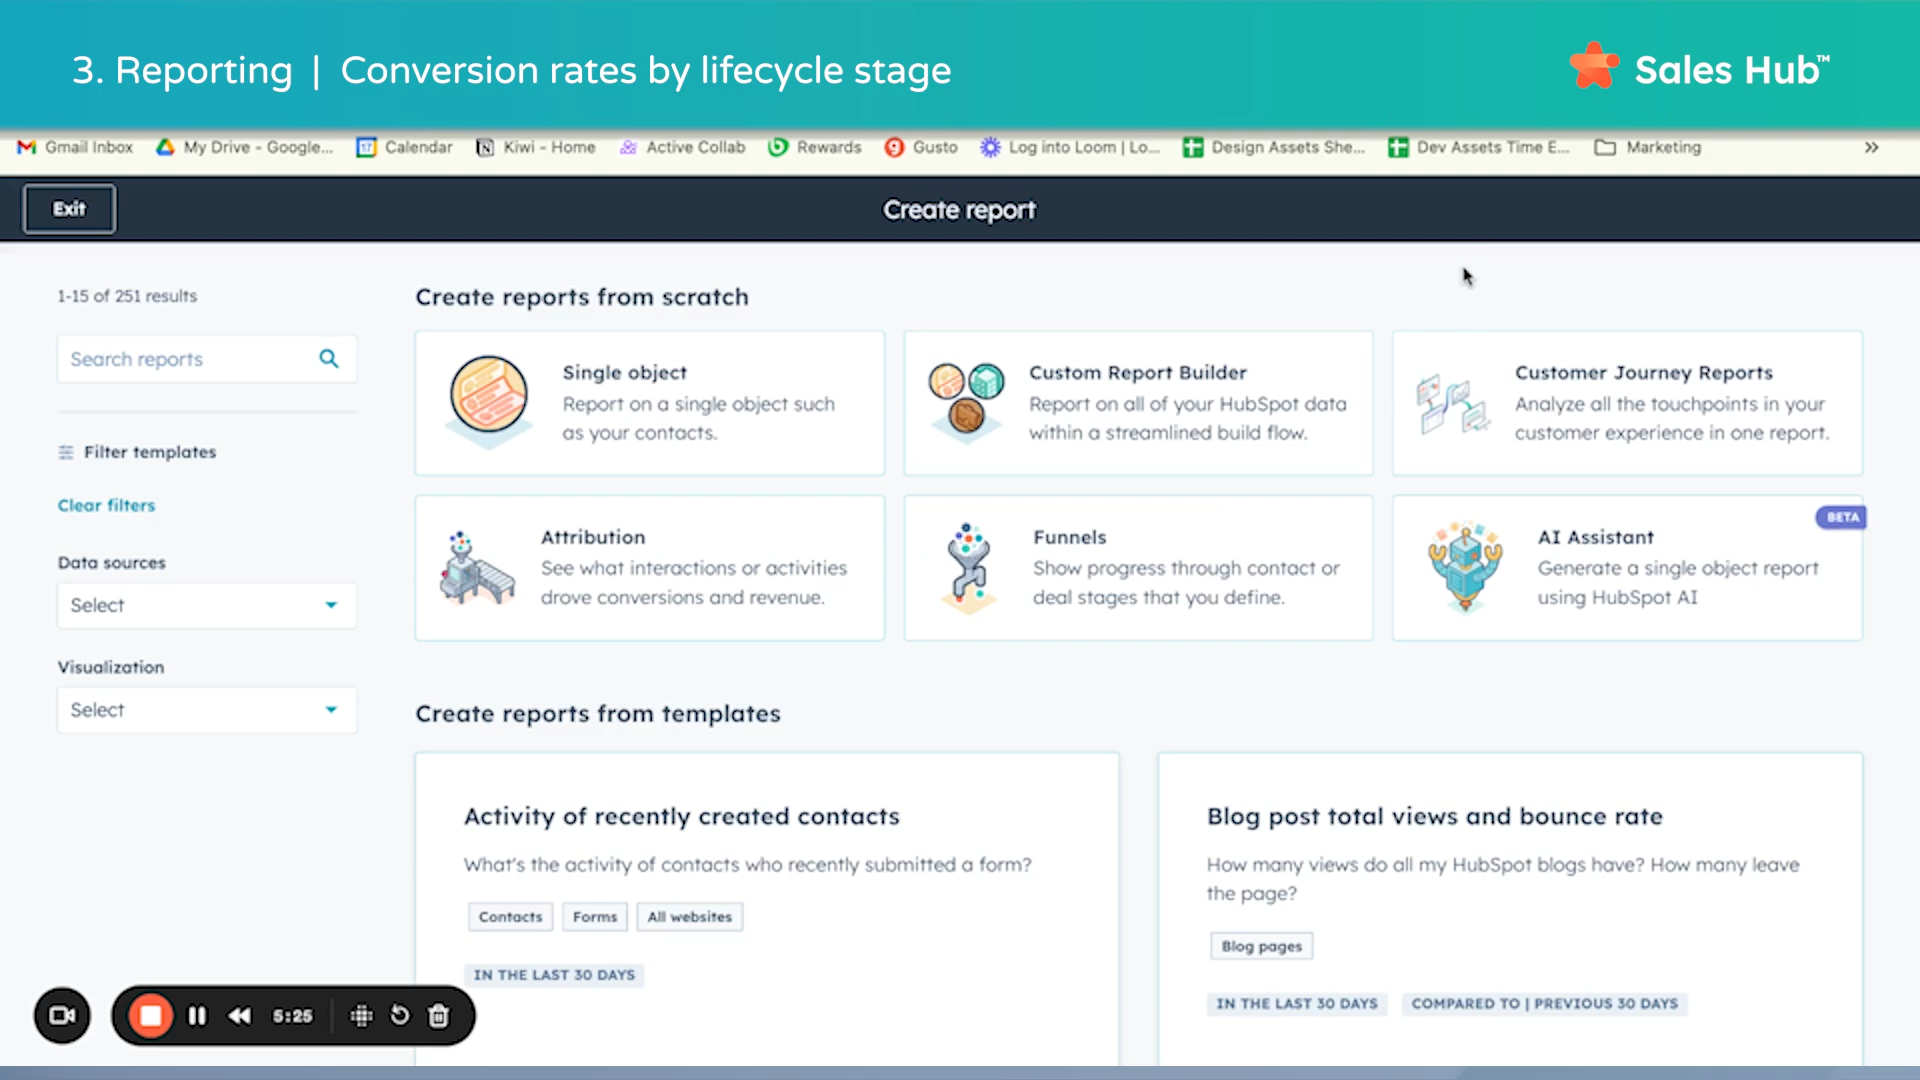 3. Reporting | Conversion rates by lifecycle stage
Sales Hub™
Gmail Inbox
My Drive - Google...
Calendar
Kiwi - Home
Active Collab
Rewards
Gusto
Log into Loom | Lo...
Design Assets She...
Dev Assets Time E...
Marketing
»
Exit
Create report
1-15 of 251 results
Search reports
Filter templates
Clear filters
Data sources
Select
Visualization
Select
Create reports from scratch
Single object
Report on a single object such
as your contacts.
Custom Report Builder
Report on all of your HubSpot data
within a streamlined build flow.
Customer Journey Reports
Analyze all the touchpoints in your
customer experience in one report.
Attribution
See what interactions or activities
drove conversions and revenue.
Funnels
Show progress through contact or
deal stages that you define.
BETA
AI Assistant
Generate a single object report
using HubSpot AI
Create reports from templates
Activity of recently created contacts
What's the activity of contacts who recently submitted a form?
Contacts
Forms
All websites
IN THE LAST 30 DAYS
Blog post total views and bounce rate
How many views do all my HubSpot blogs have? How many leave
the page?
Blog pages
IN THE LAST 30 DAYS
COMPARED TO | PREVIOUS 30 DAYS
5:25